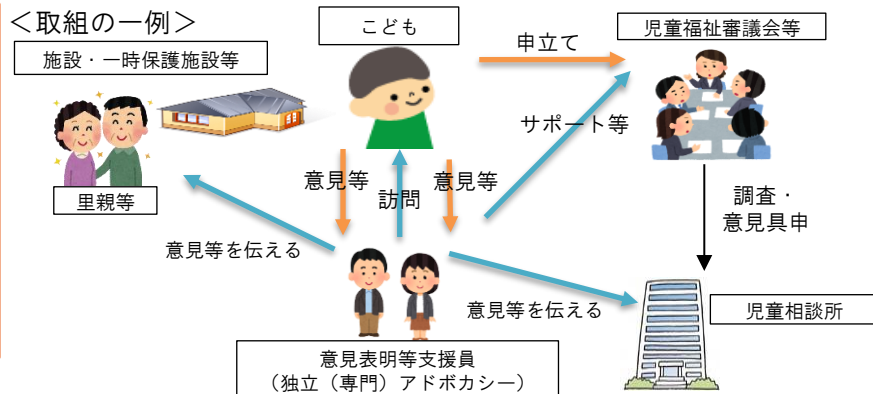 ＜取組の一例＞
こども
児童福祉審議会等
施設・一時保護施設等
申立て
サポート等
里親等
意見等
訪問
意見等
調査・
意見具申
意見等を伝える
意見等を伝える
児童相談所
意見表明等支援員
（独立（専門）アドボカシー）